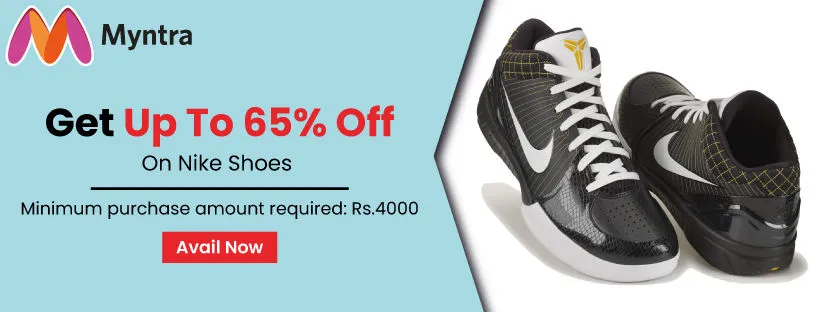 Myntra
Get Up To 65% Off
On Nike Shoes
Minimum purchase amount required: Rs.4000
Avail Now